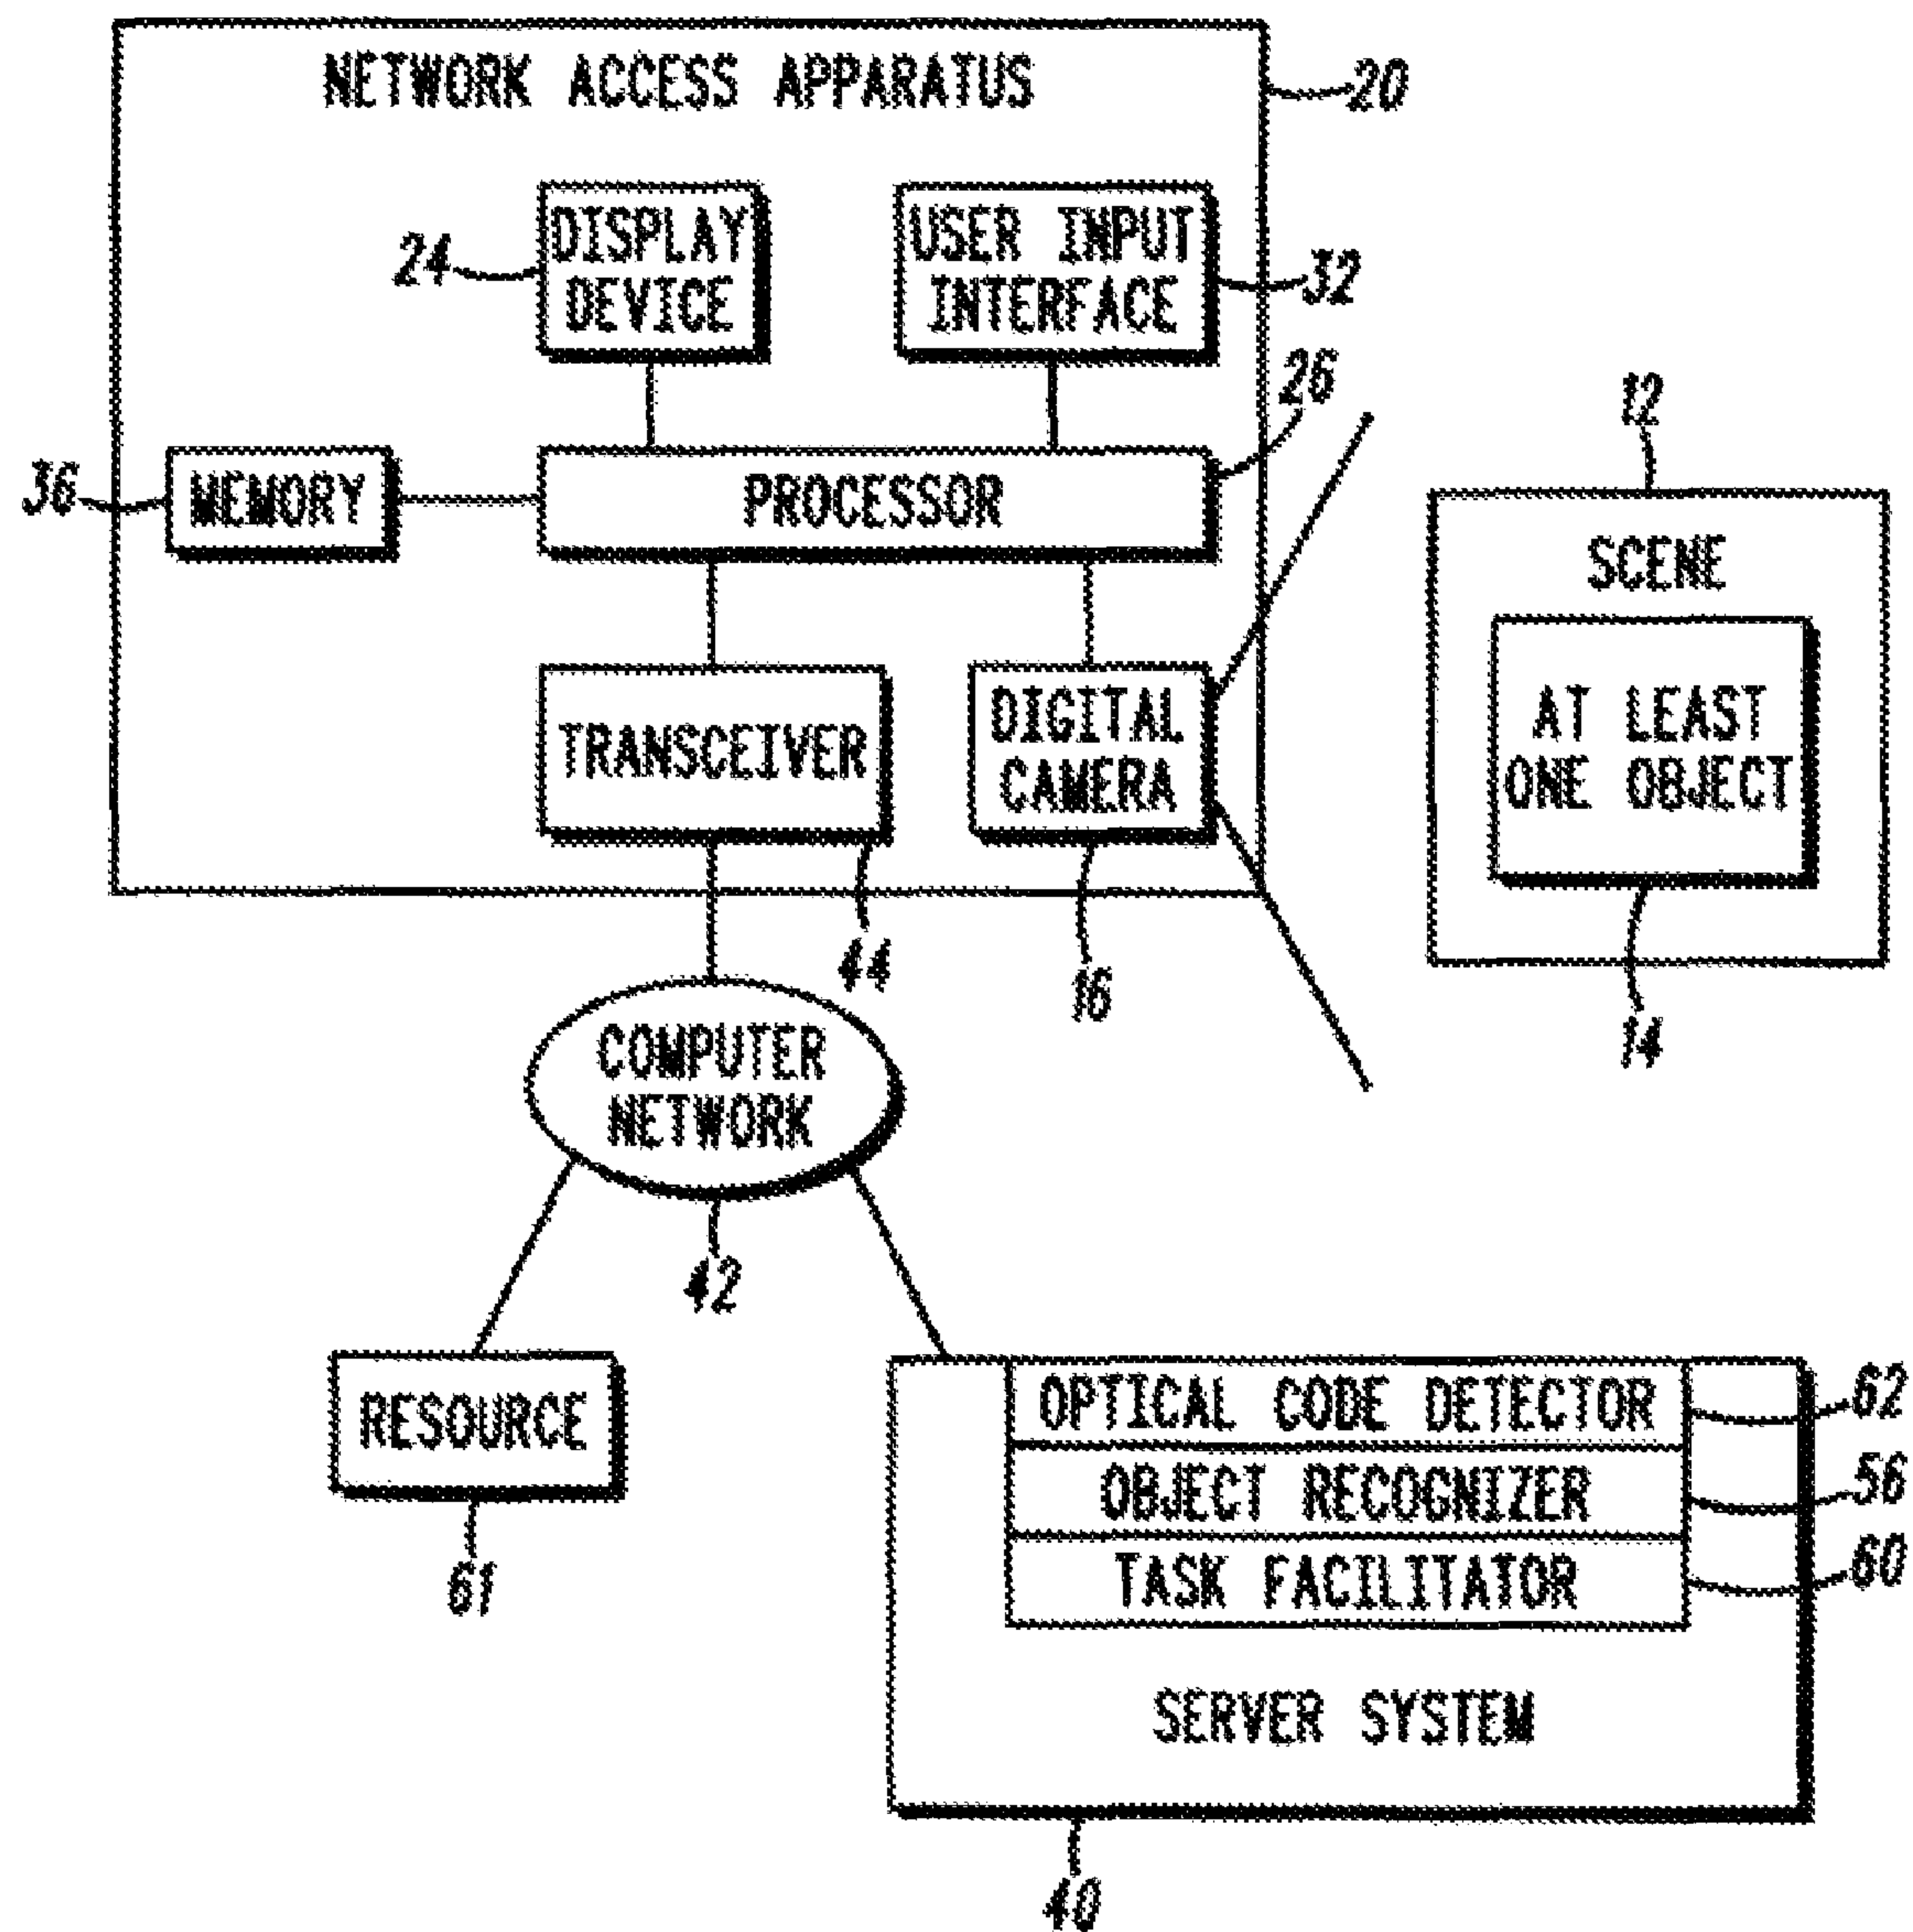 NETWORK ACCESS APPARATUS
20
DISPLAY
DEVICE
24
USER INPUT
INTERFACE
32
26
12
36
MEMORY
PROCESSOR
SCENE
TRANSCEIVER
DIGITAL
CAMERA
AT LEAST
ONE OBJECT
44
16
14
COMPUTER
NETWORK
42
RESOURCE
61
OPTICAL CODE DETECTOR
62
OBJECT RECOGNIZER
56
TASK FACILITATOR
60
SERVER SYSTEM
40